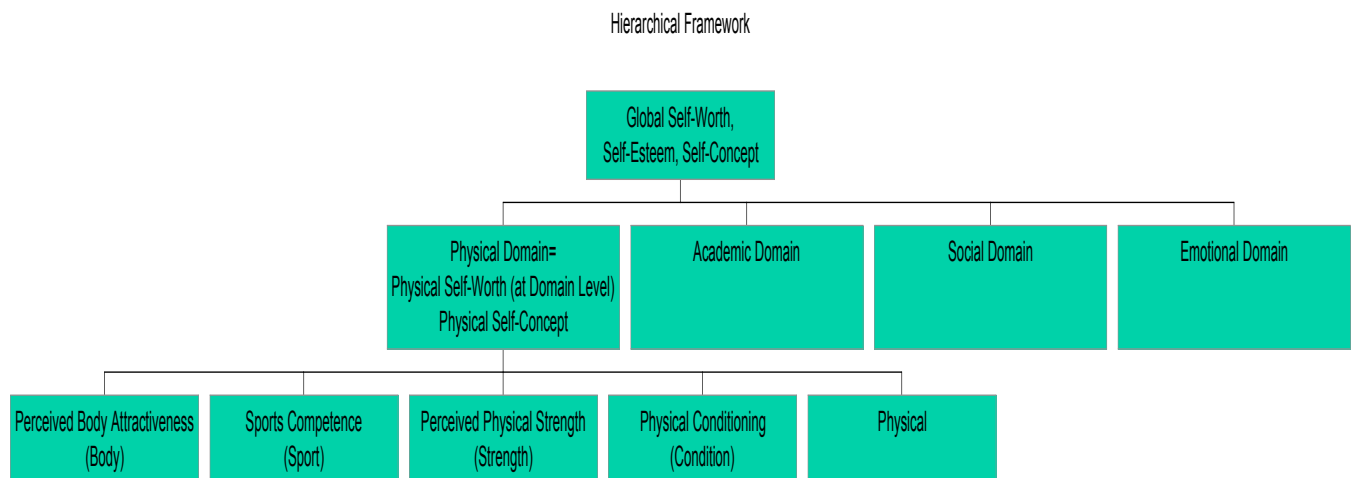 Hierarchical Framework
Global Self-Worth,
Self-Esteem, Self-Concept
Physical Domain=
Physical Self-Worth (at Domain Level)
Physical Self-Concept
Academic Domain
Social Domain
Emotional Domain
Perceived Body Attractiveness
(Body)
Sports Competence
(Sport)
Perceived Physical Strength
(Strength)
Physical Conditioning
(Condition)
Physical